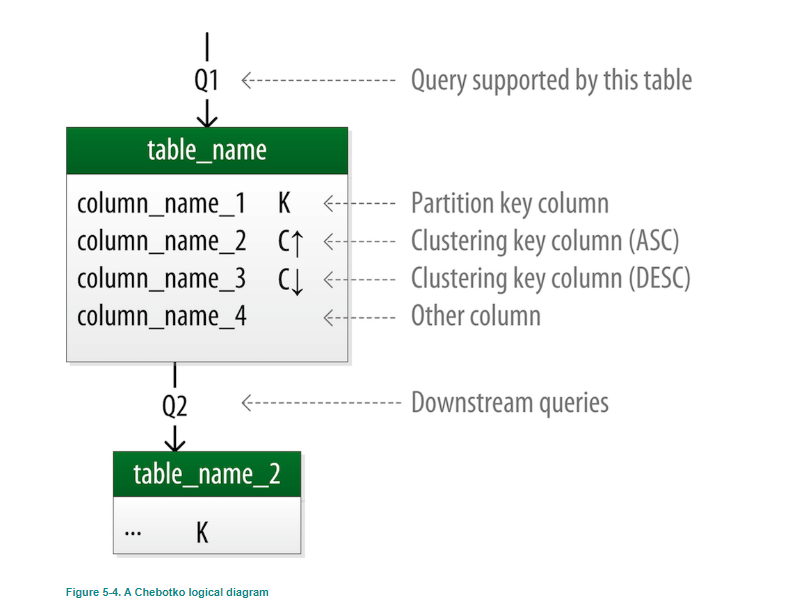 Q1 Query supported by this table
table_name
column_name_1 K Partition key column
column_name_2 C↑ Clustering key column (ASC)
column_name_3 C↓ Clustering key column (DESC)
column_name_4 Other column
Q2 Downstream queries
table_name_2
... K
Figure 5-4. A Chebotko logical diagram